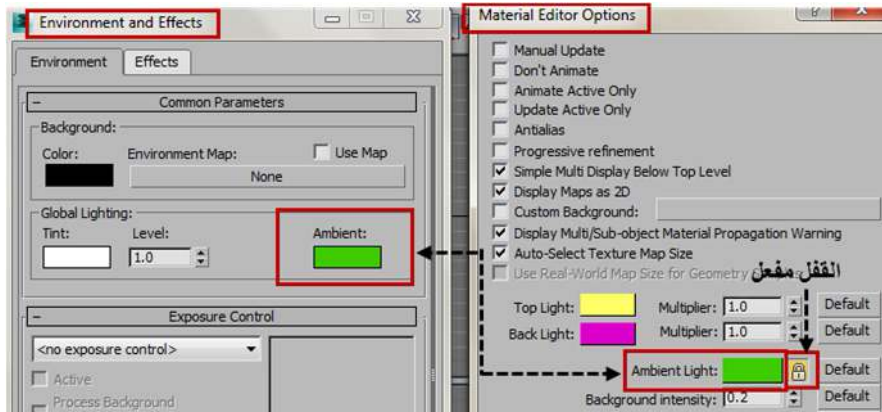 Environment and Effects
Environment
Effects
Common Parameters
Background:
Color:
Environment Map:
Use Map
None
Global Lighting:
Tint:
Level:
Ambient:
1.0
Exposure Control
<no exposure control>
Active
Process Background
Material Editor Options
Manual Update
Don't Animate
Animate Active Only
Update Active Only
Antialias
Progressive refinement
Simple Multi Display Below Top Level
Display Maps as 2D
Custom Background:
Display Multi/Sub-object Material Propagation Warning
Auto-Select Texture Map Size
Use Real-World Map Size for Geometry
القفل مفعل
Top Light:
Multiplier: 1.0
Default
Back Light:
Multiplier: 1.0
Default
Ambient Light:
Default
Background intensity: 0.2
Default